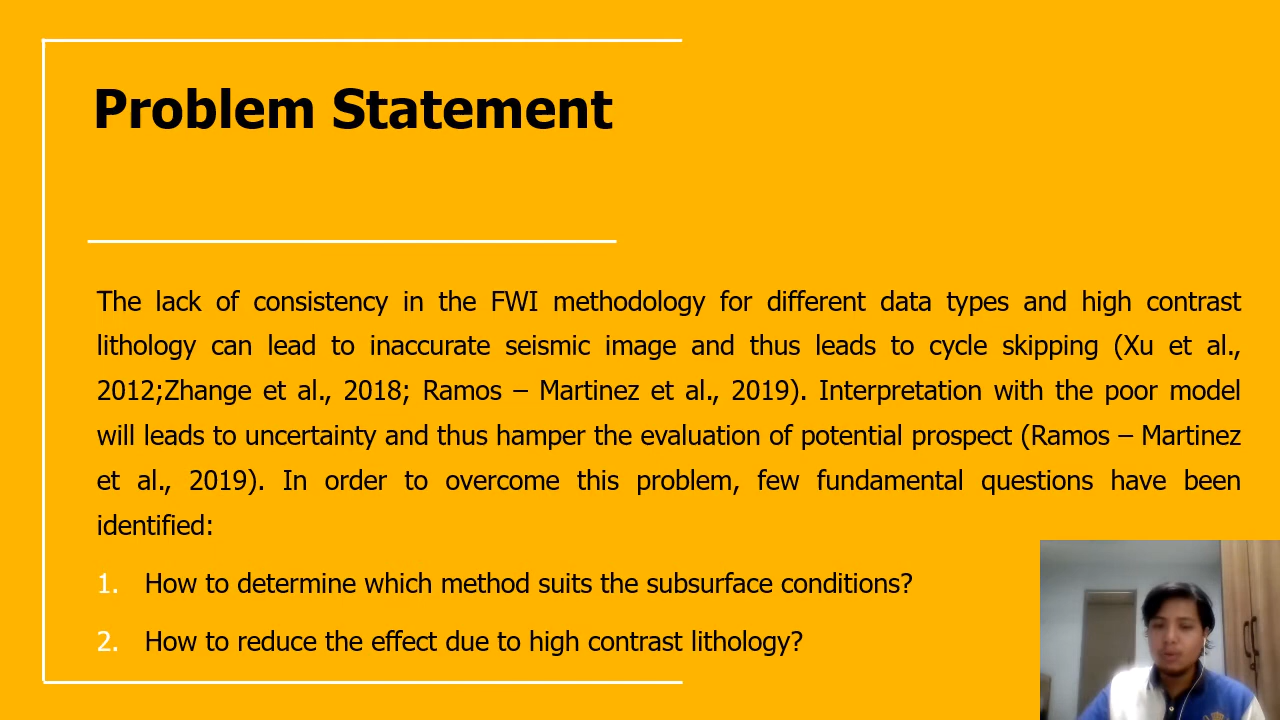 Problem Statement
The lack of consistency in the FWI methodology for different data types and high contrast
lithology can lead to inaccurate seismic image and thus leads to cycle skipping (Xu et al.,
2012;Zhange et al., 2018; Ramos – Martinez et al., 2019). Interpretation with the poor model
will leads to uncertainty and thus hamper the evaluation of potential prospect (Ramos – Martinez
et al., 2019). In order to overcome this problem, few fundamental questions have been
identified:
1. How to determine which method suits the subsurface conditions?
2. How to reduce the effect due to high contrast lithology?